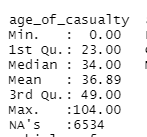 age_of_casualty
Min.   :  0.00
1st Qu.: 23.00
Median : 34.00
Mean   : 36.89
3rd Qu.: 49.00
Max.   :104.00
NA's   :6534